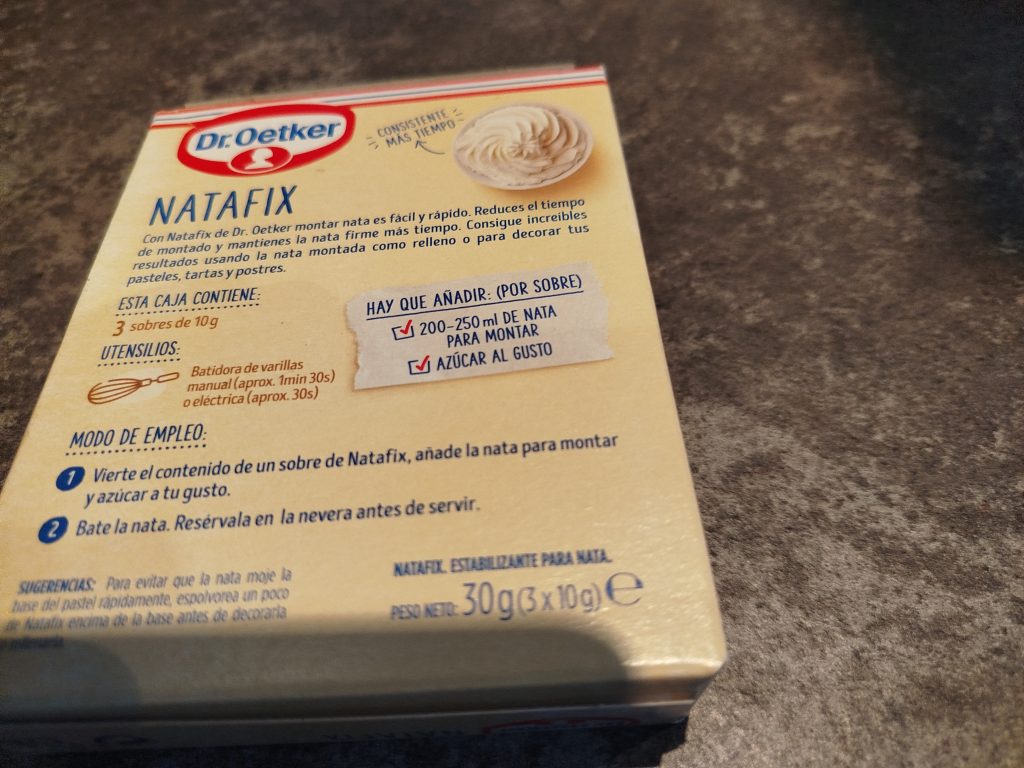 Dr. Oetker
CONSISTENTE
MÁS TIEMPO
NATAFIX
Con Natafix de Dr. Oetker montar nata es fácil y rápido. Reduces el tiempo
de montado y mantienes la nata firme más tiempo. Consigue increíbles
resultados usando la nata montada como relleno o para decorar tus
pasteles, tartas y postres.
ESTA CAJA CONTIENE:
3 sobres de 10g
HAY QUE AÑADIR: (POR SOBRE)
200-250 ml DE NATA
PARA MONTAR
AZÚCAR AL GUSTO
UTENSILIOS:
Batidora de varillas
manual (aprox. 1min 30s)
o eléctrica (aprox. 30s)
MODO DE EMPLEO:
1 Vierte el contenido de un sobre de Natafix, añade la nata para montar
y azúcar a tu gusto.
2 Bate la nata. Resérvala en la nevera antes de servir.
SUGERENCIAS: Para evitar que la nata moje la
base del pastel rápidamente, espolvorea un poco
de Natafix encima de la base antes de decorarla
NATAFIX. ESTABILIZANTE PARA NATA.
PESO NETO: 30g (3 x 10g) e